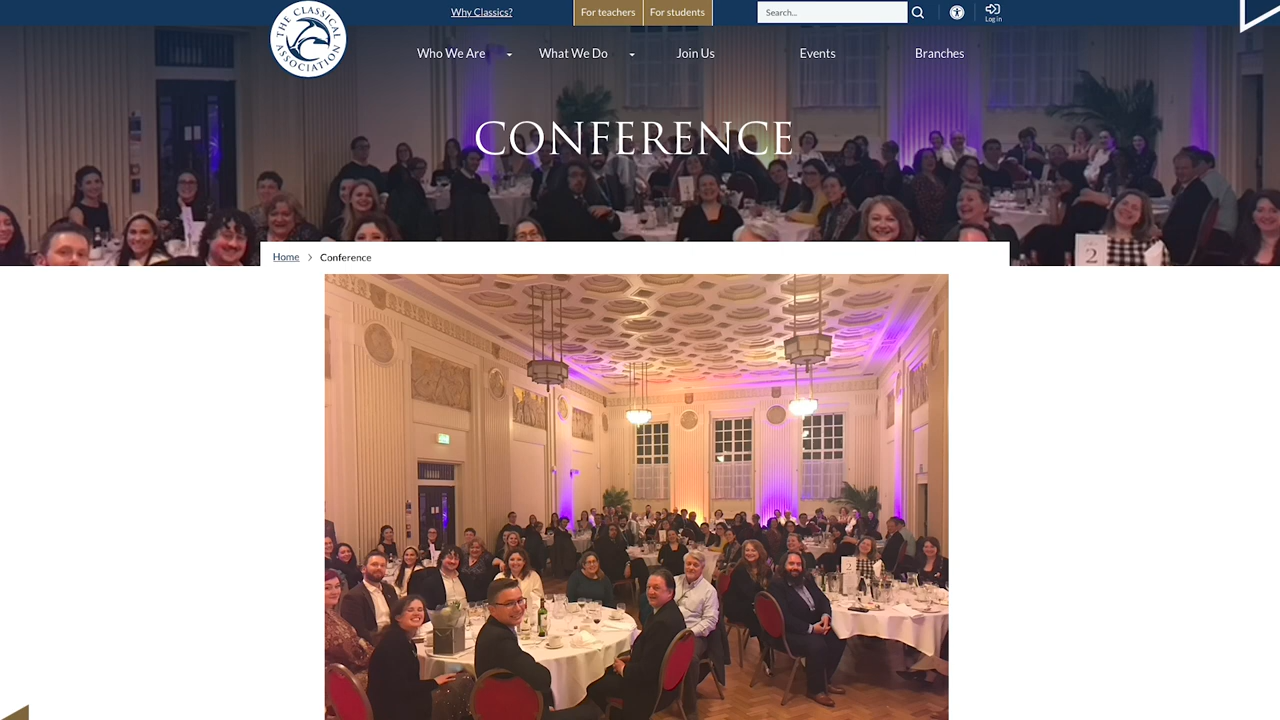 Why Classics?
For teachers
For students
Search...
Log in
THE CLASSICAL ASSOCIATION
Who We Are
What We Do
Join Us
Events
Branches
CONFERENCE
2
Home
Conference
2